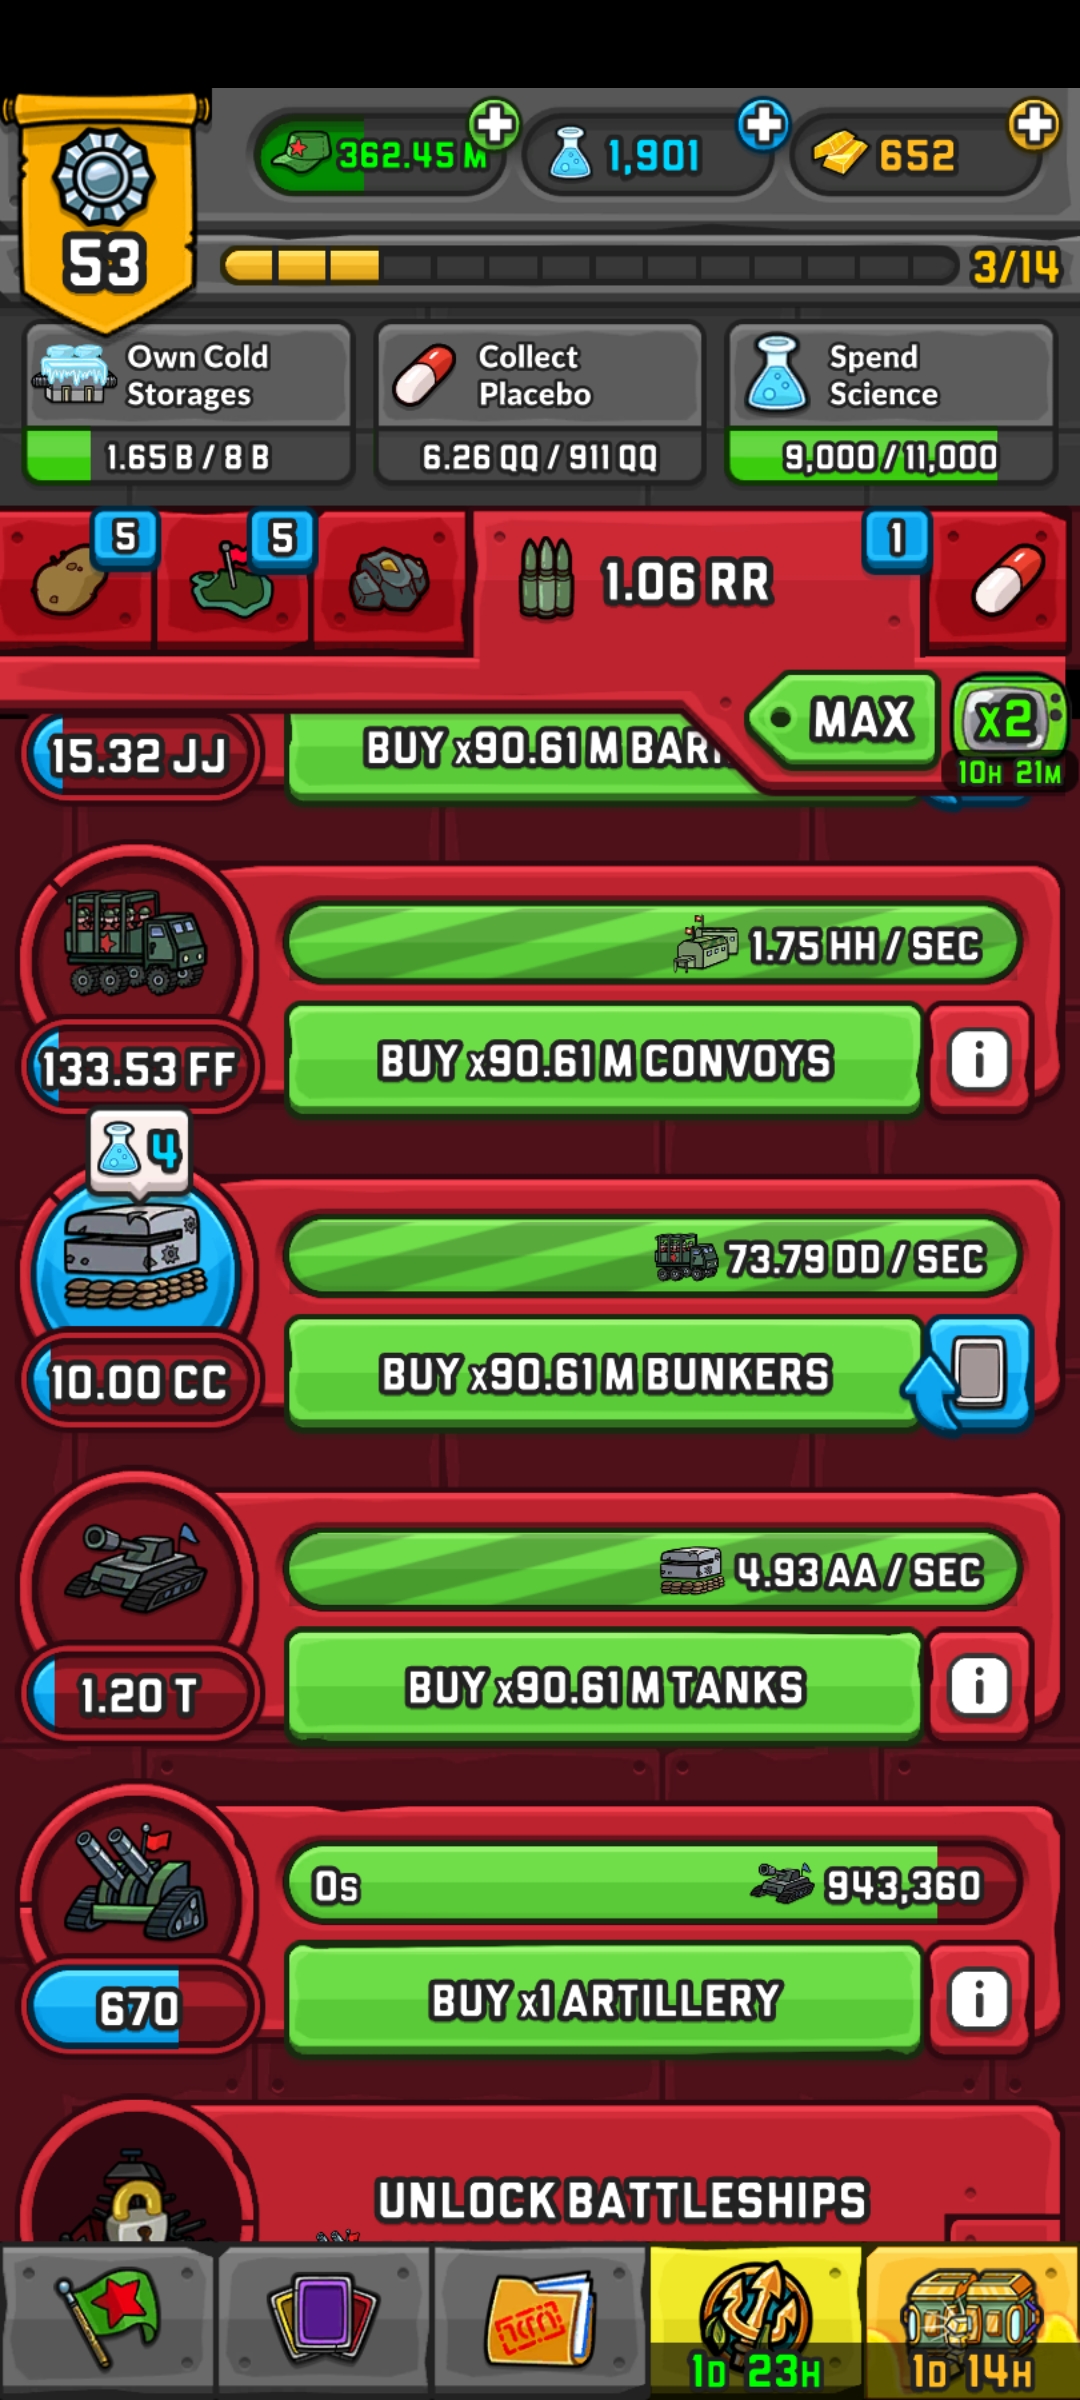 53
362.45 M
1,901
652
3/14
Own Cold
Storages
1.65 B / 8 B
Collect
Placebo
6.26 QQ / 911 QQ
Spend
Science
9,000 / 11,000
5
5
1.06 RR
1
MAX
x2
10H 21M
15.32 JJ
BUY x90.61 M
1.75 HH / SEC
133.53 FF
BUY x90.61 M CONVOYS
i
4
73.79 DD / SEC
10.00 CC
BUY x90.61 M BUNKERS
4.93 AA / SEC
1.20 T
BUY x90.61 M TANKS
i
0s
943,360
670
BUY x1 ARTILLERY
i
UNLOCK BATTLESHIPS
1D 23H
1D 14H